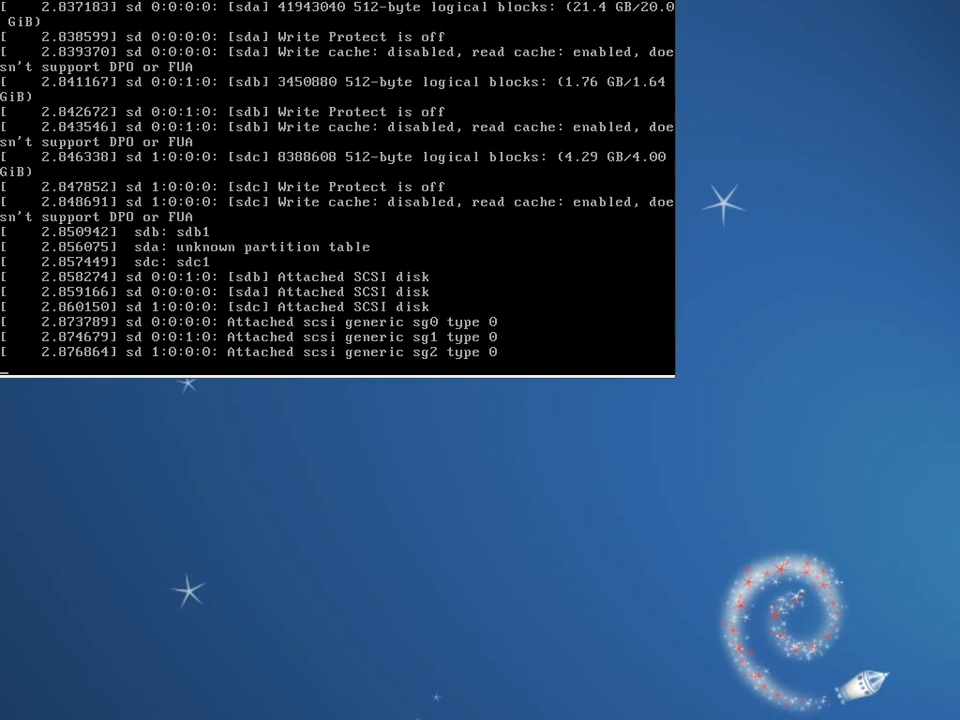 [    2.837183] sd 0:0:0:0: [sda] 41943040 512-byte logical blocks: (21.4 GB/20.0
 GiB)
[    2.838599] sd 0:0:0:0: [sda] Write Protect is off
[    2.839370] sd 0:0:0:0: [sda] Write cache: disabled, read cache: enabled, doe
sn't support DPO or FUA
[    2.841167] sd 0:0:1:0: [sdb] 3450880 512-byte logical blocks: (1.76 GB/1.64
GiB)
[    2.842672] sd 0:0:1:0: [sdb] Write Protect is off
[    2.843546] sd 0:0:1:0: [sdb] Write cache: disabled, read cache: enabled, doe
sn't support DPO or FUA
[    2.846338] sd 1:0:0:0: [sdc] 8388608 512-byte logical blocks: (4.29 GB/4.00
GiB)
[    2.847852] sd 1:0:0:0: [sdc] Write Protect is off
[    2.848691] sd 1:0:0:0: [sdc] Write cache: disabled, read cache: enabled, doe
sn't support DPO or FUA
[    2.850942]  sdb: sdb1
[    2.856075]  sda: unknown partition table
[    2.857449]  sdc: sdc1
[    2.858274] sd 0:0:1:0: [sdb] Attached SCSI disk
[    2.859166] sd 0:0:0:0: [sda] Attached SCSI disk
[    2.860150] sd 1:0:0:0: [sdc] Attached SCSI disk
[    2.873789] sd 0:0:0:0: Attached scsi generic sg0 type 0
[    2.874679] sd 0:0:1:0: Attached scsi generic sg1 type 0
[    2.876864] sd 1:0:0:0: Attached scsi generic sg2 type 0